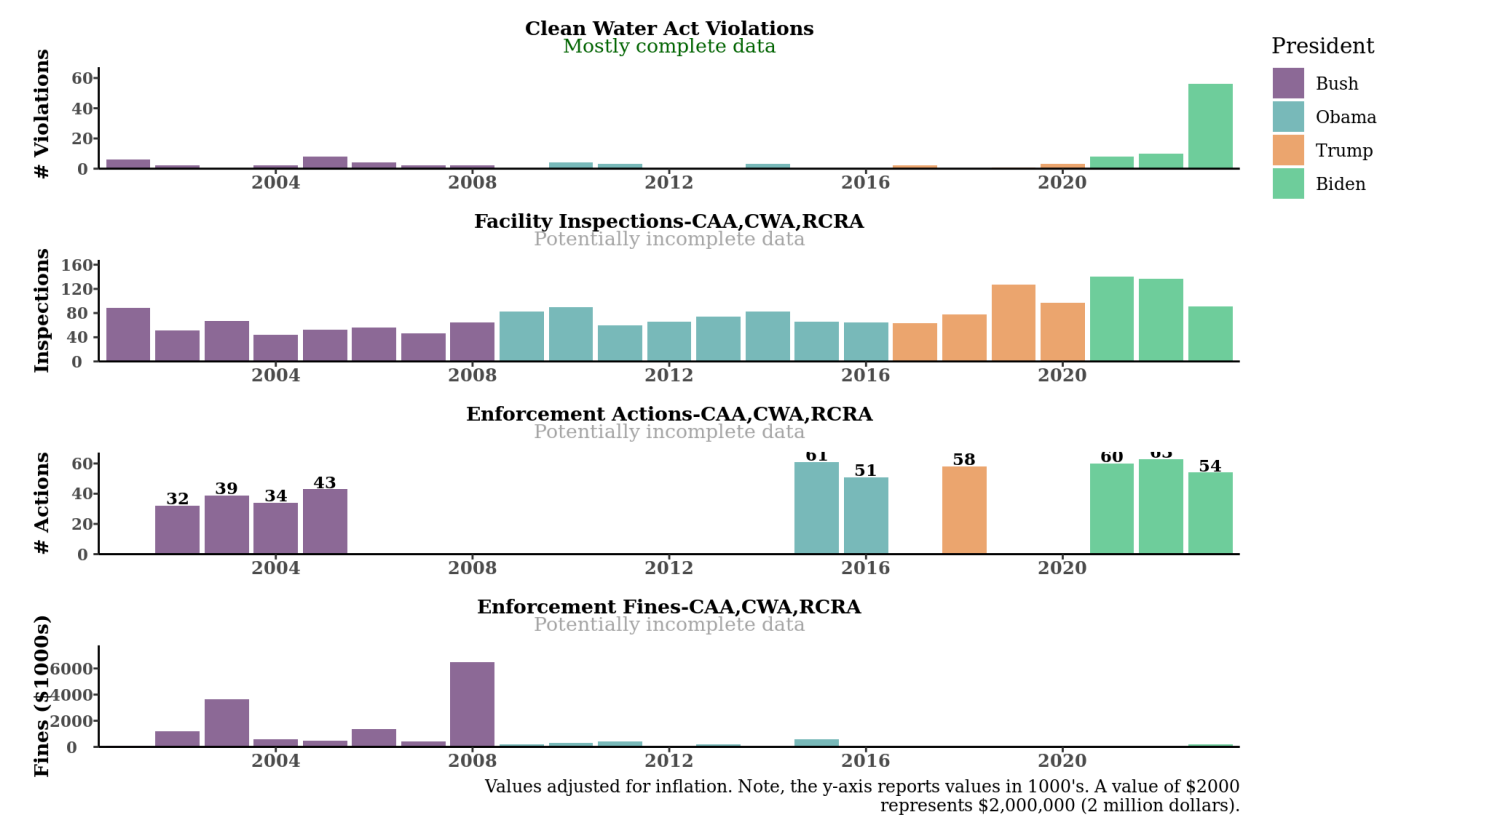 Clean Water Act Violations
Mostly complete data
# Violations
60
40
20
0
2004 2008 2012 2016 2020
President
Bush
Obama
Trump
Biden
Facility Inspections-CAA,CWA,RCRA
Potentially incomplete data
Inspections
160
120
80
40
0
2004 2008 2012 2016 2020
Enforcement Actions-CAA,CWA,RCRA
Potentially incomplete data
# Actions
60
40
20
0
32 39 34 43 61 51 58 60 54
2004 2008 2012 2016 2020
Enforcement Fines-CAA,CWA,RCRA
Potentially incomplete data
Fines ($1000s)
6000
4000
2000
0
2004 2008 2012 2016 2020
Values adjusted for inflation. Note, the y-axis reports values in 1000's. A value of $2000
represents $2,000,000 (2 million dollars).